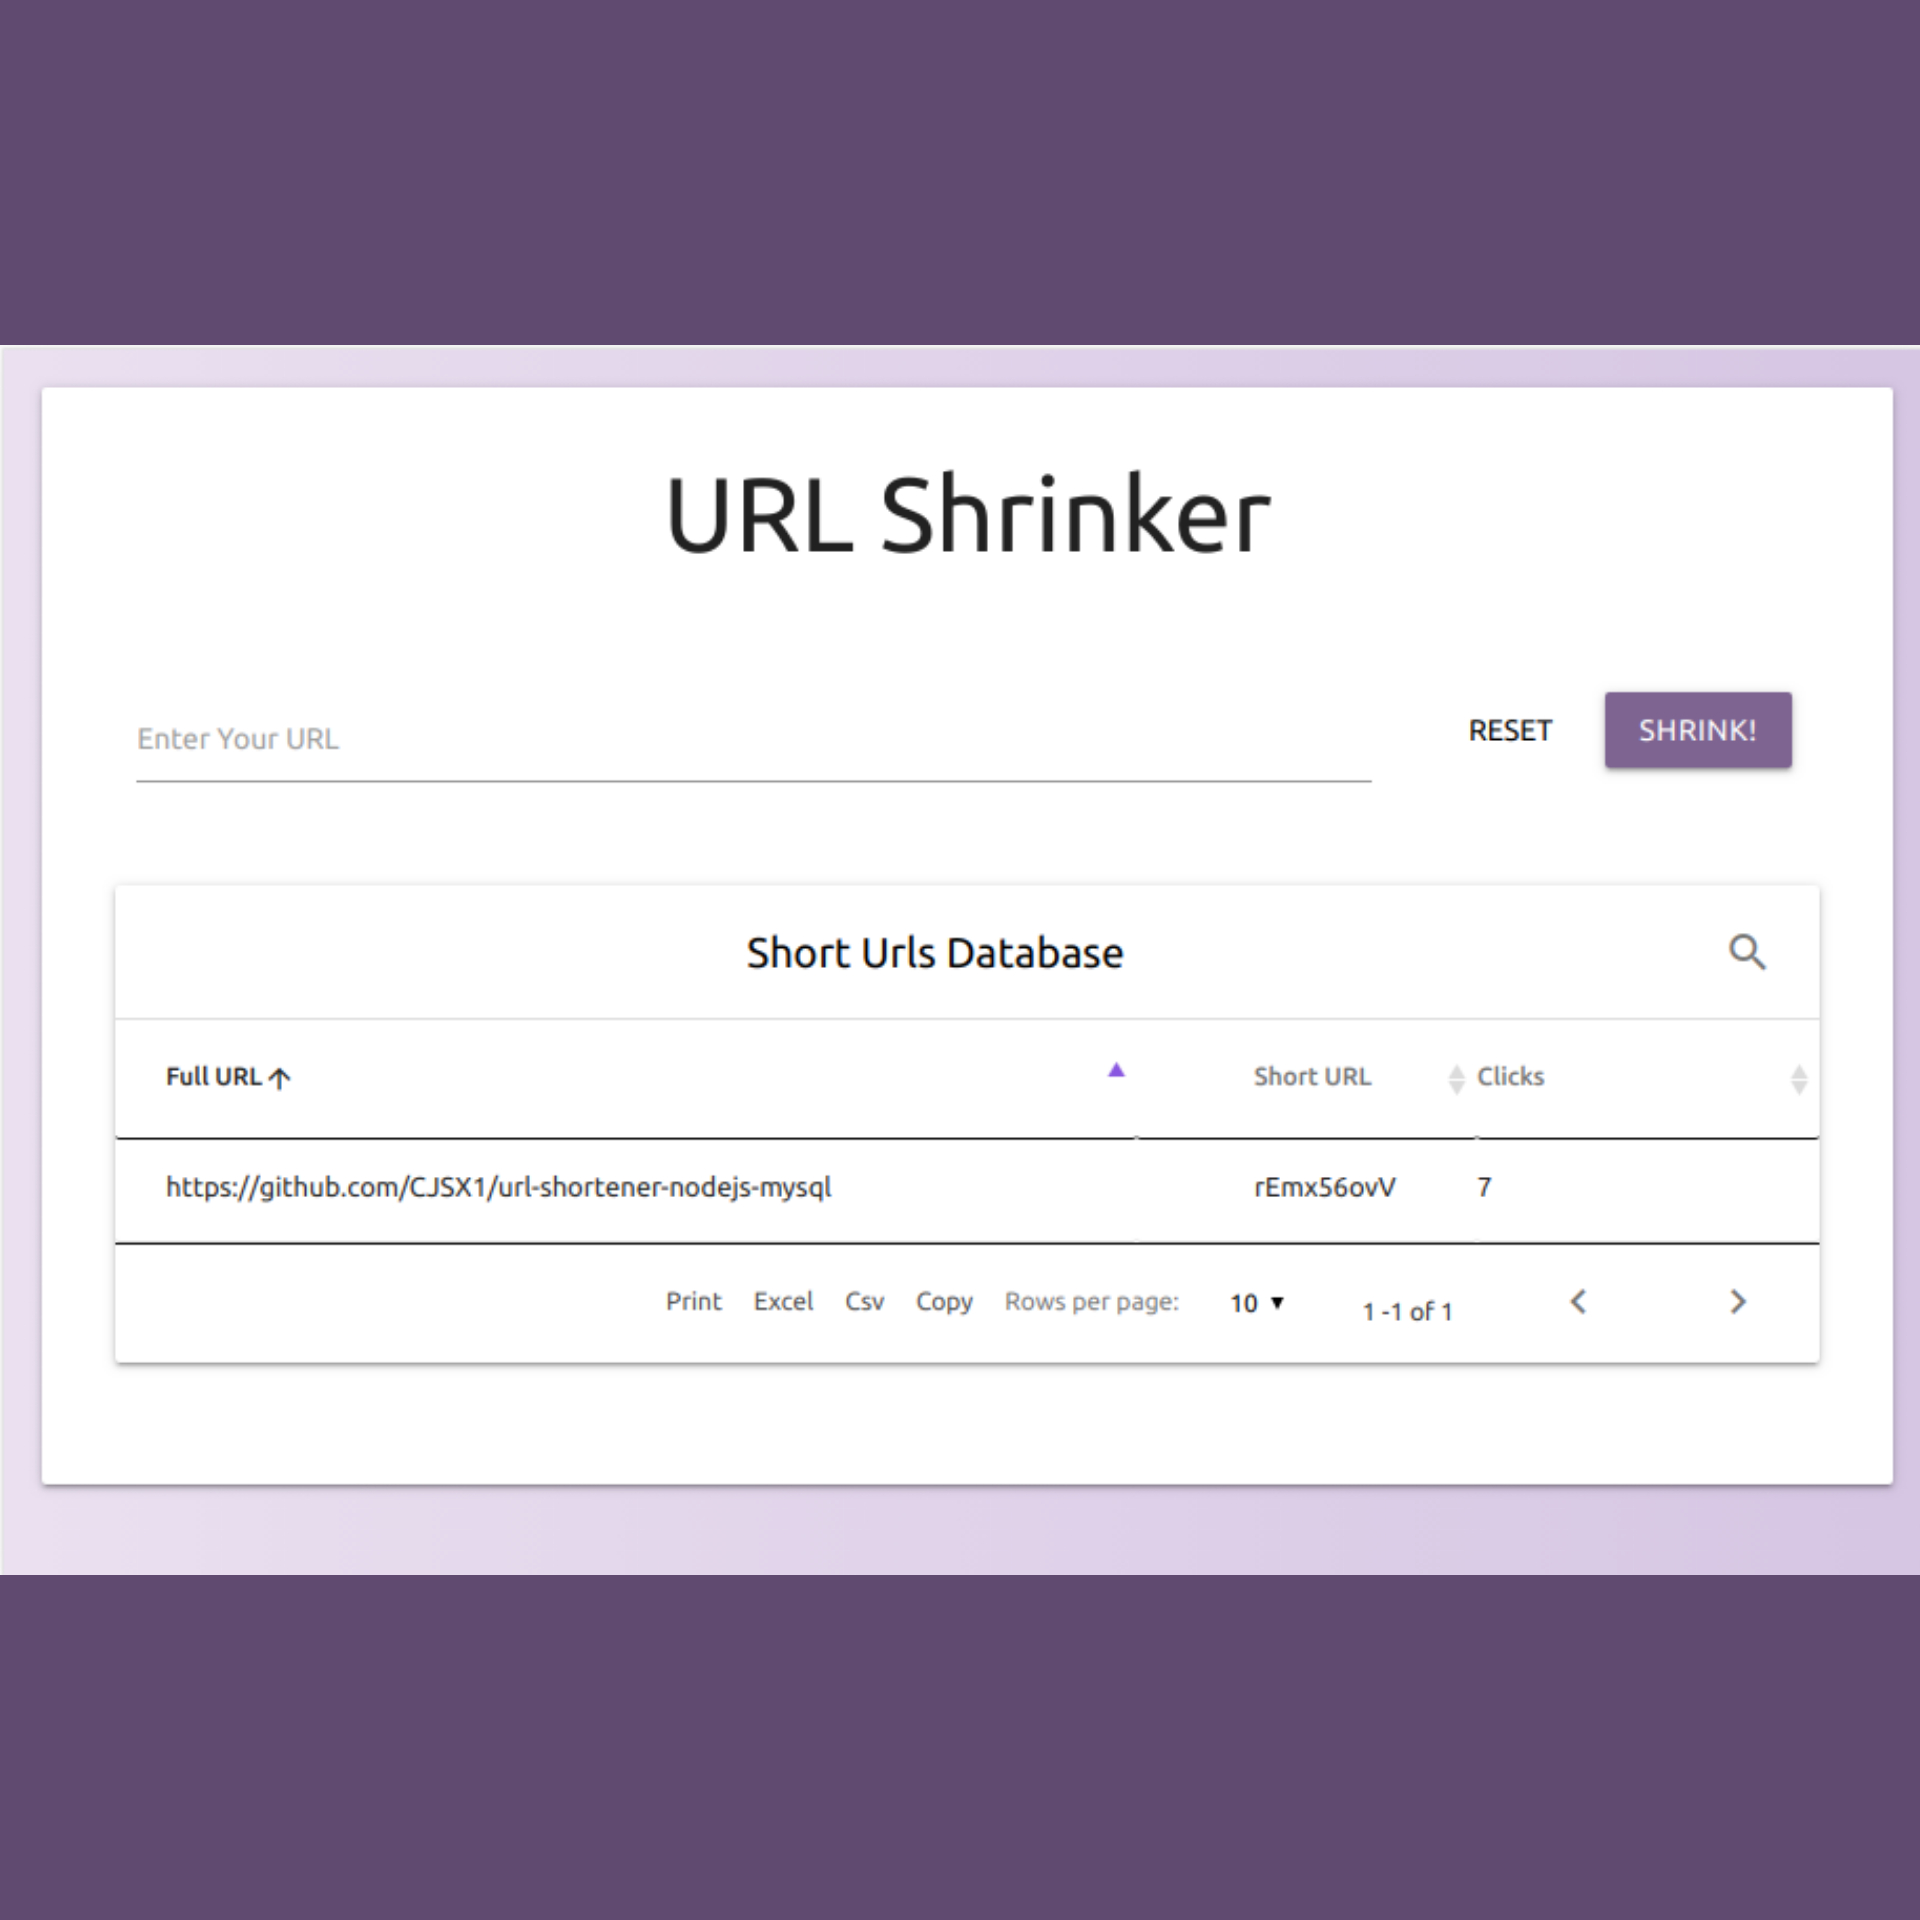 URL Shrinker
Enter Your URL
RESET
SHRINK!
Short Urls Database
Full URL Short URL Clicks
https://github.com/CJSX1/url-shortener-nodejs-mysql rEmx56ovV 7
Print Excel Csv Copy Rows per page: 10 1 -1 of 1